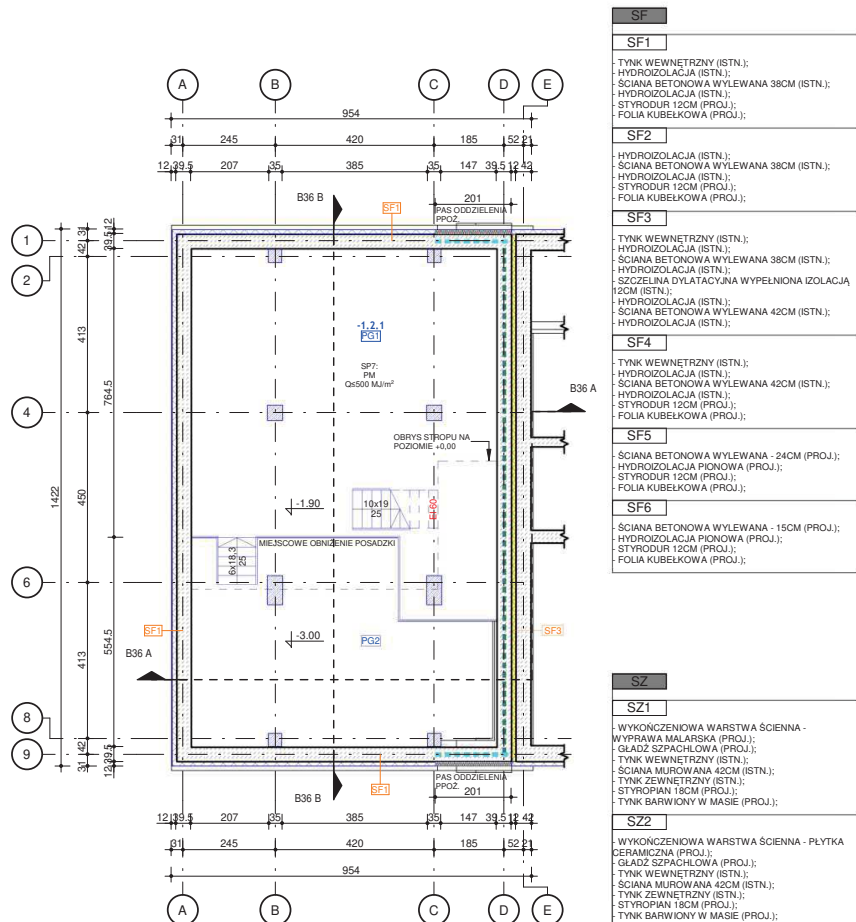 A B C D E
954
31 245 420 185 52 21
12 39.5 207 35 385 35 147 39.5 12 42
B36 B
SF1
201
PAS ODDZIELENIA
PPOŻ.
1
2
4
6
8
9
31 42 413 450 413 42 31
1422
12 39.5 764.5 554.5 39.5 12
-1.2.1
PG1
SP7:
PM
Q≤500 MJ/m²
B36 A
OBRYS STROPU NA
POZIOMIE +0,00
-1.90
10x19
25
EI 60
MIEJSCOWE OBNIŻENIE POSADZKI
6x18,3
25
SF1
-3.00
PG2
SF3
B36 A
B36 B
SF1
PAS ODDZIELENIA
PPOŻ.
201
12 39.5 207 35 385 35 147 39.5 12 42
31 245 420 185 52 21
954
A B C D E
SF
SF1
- TYNK WEWNĘTRZNY (ISTN.);
- HYDROIZOLACJA (ISTN.);
- ŚCIANA BETONOWA WYLEWANA 38CM (ISTN.);
- HYDROIZOLACJA (ISTN.);
- STYRODUR 12CM (PROJ.);
- FOLIA KUBEŁKOWA (PROJ.);
SF2
- HYDROIZOLACJA (ISTN.);
- ŚCIANA BETONOWA WYLEWANA 38CM (ISTN.);
- HYDROIZOLACJA (ISTN.);
- STYRODUR 12CM (PROJ.);
- FOLIA KUBEŁKOWA (PROJ.);
SF3
- TYNK WEWNĘTRZNY (ISTN.);
- HYDROIZOLACJA (ISTN.);
- ŚCIANA BETONOWA WYLEWANA 38CM (ISTN.);
- HYDROIZOLACJA (ISTN.);
- SZCZELINA DYLATACYJNA WYPEŁNIONA IZOLACJĄ
12CM (ISTN.);
- HYDROIZOLACJA (ISTN.);
- ŚCIANA BETONOWA WYLEWANA 42CM (ISTN.);
- HYDROIZOLACJA (ISTN.);
SF4
- TYNK WEWNĘTRZNY (ISTN.);
- HYDROIZOLACJA (ISTN.);
- ŚCIANA BETONOWA WYLEWANA 42CM (ISTN.);
- HYDROIZOLACJA (ISTN.);
- STYRODUR 12CM (PROJ.);
- FOLIA KUBEŁKOWA (PROJ.);
SF5
- ŚCIANA BETONOWA WYLEWANA - 24CM (PROJ.);
- HYDROIZOLACJA PIONOWA (PROJ.);
- STYRODUR 12CM (PROJ.);
- FOLIA KUBEŁKOWA (PROJ.);
SF6
- ŚCIANA BETONOWA WYLEWANA - 15CM (PROJ.);
- HYDROIZOLACJA PIONOWA (PROJ.);
- STYRODUR 12CM (PROJ.);
- FOLIA KUBEŁKOWA (PROJ.);
SZ
SZ1
- WYKOŃCZENIOWA WARSTWA ŚCIENNA -
WYPRAWA MALARSKA (PROJ.);
- GŁADŹ SZPACHLOWA (PROJ.);
- TYNK WEWNĘTRZNY (ISTN.);
- ŚCIANA MUROWANA 42CM (ISTN.);
- TYNK ZEWNĘTRZNY (ISTN.);
- STYROPIAN 18CM (PROJ.);
- TYNK BARWIONY W MASIE (PROJ.);
SZ2
- WYKOŃCZENIOWA WARSTWA ŚCIENNA - PŁYTKA
CERAMICZNA (PROJ.);
- GŁADŹ SZPACHLOWA (PROJ.);
- TYNK WEWNĘTRZNY (ISTN.);
- ŚCIANA MUROWANA 42CM (ISTN.);
- TYNK ZEWNĘTRZNY (ISTN.);
- STYROPIAN 18CM (PROJ.);
- TYNK BARWIONY W MASIE (PROJ.);